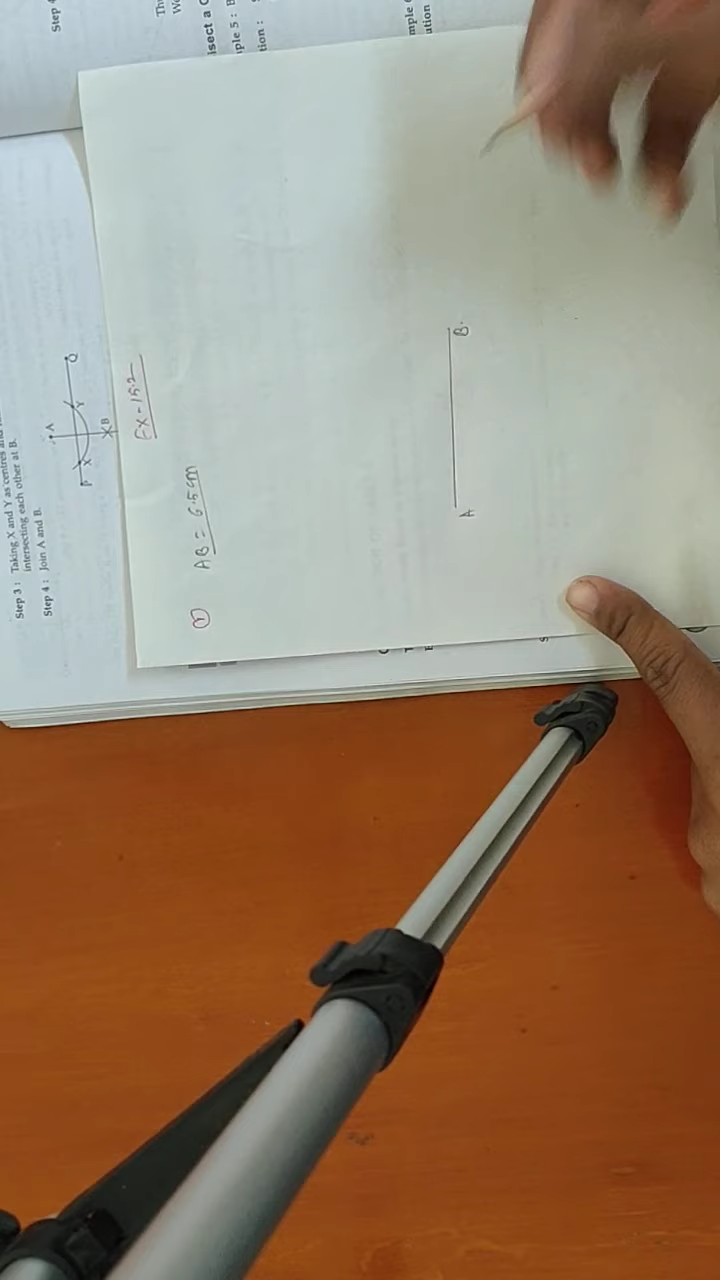 Step 3 : Taking X and Y as centres and
intersecting each other at B.
Step 4 : Join A and B.
A
P
X
Y
Q
B
Step 4
isect a C
ple 5 : B
tion :
mple
ution
EX-15.2
1
AB = 6.5cm
A B.